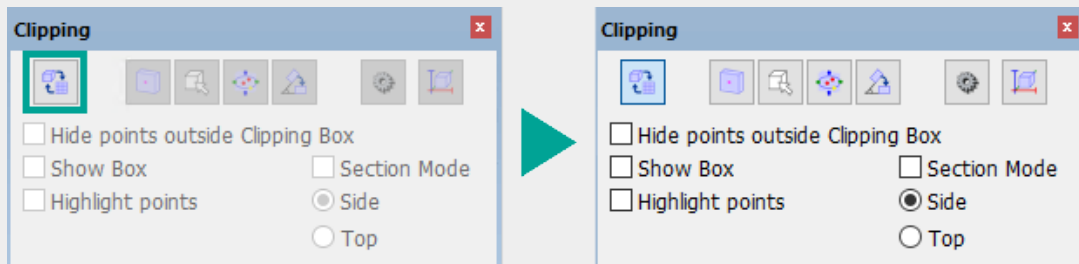 Clipping
x
Hide points outside Clipping Box
Show Box
Section Mode
Highlight points
Side
Top
Clipping
x
Hide points outside Clipping Box
Show Box
Section Mode
Highlight points
Side
Top